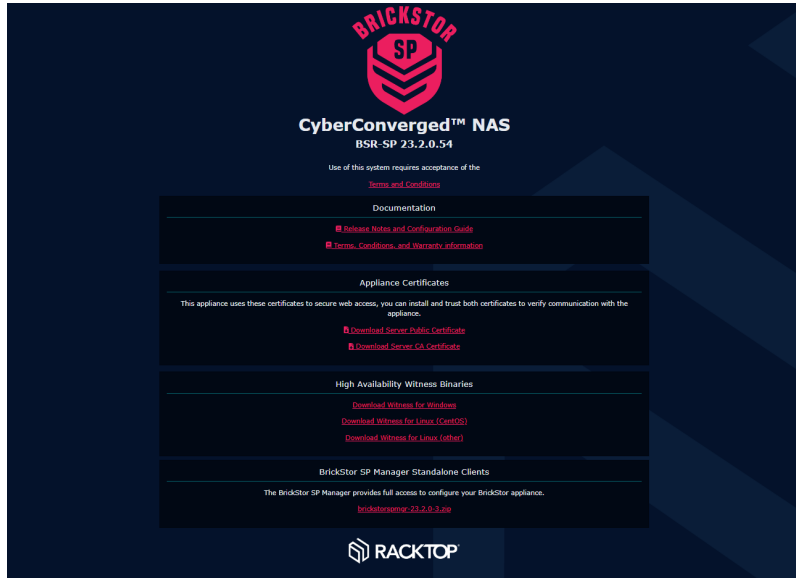 BRICKSTOR
SP
CyberConverged™ NAS
BSR-SP 23.2.0.54
Use of this system requires acceptance of the
Terms and Conditions
Documentation
Release Notes and Configuration Guide
Terms, Conditions, and Warranty information
Appliance Certificates
This appliance uses these certificates to secure web access, you can install and trust both certificates to verify communication with the
appliance.
Download Server Public Certificate
Download Server CA Certificate
High Availability Witness Binaries
Download Witness for Windows
Download Witness for Linux (CentOS)
Download Witness for Linux (other)
BrickStor SP Manager Standalone Clients
The BrickStor SP Manager provides full access to configure your BrickStor appliance.
brickstorspmgr-23.2.0-3.zip
RACKTOP